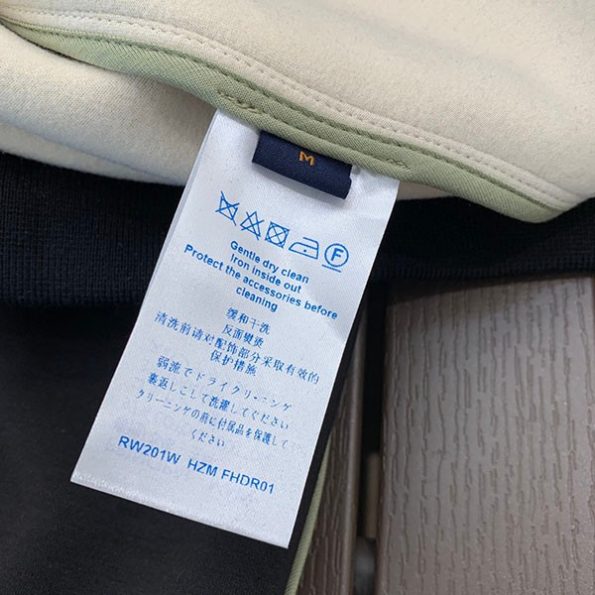 M
F
Gentle dry clean
Iron inside out
Protect the accessories before
cleaning
缓和干洗
反面熨烫
清洗前请对配饰部分采取有效的
保护措施
弱流でドライクリ・ニング
裏返しこして洗濯してください
クリーニングの前に付属品を保護して
ください
RW201W HZM FHDR01